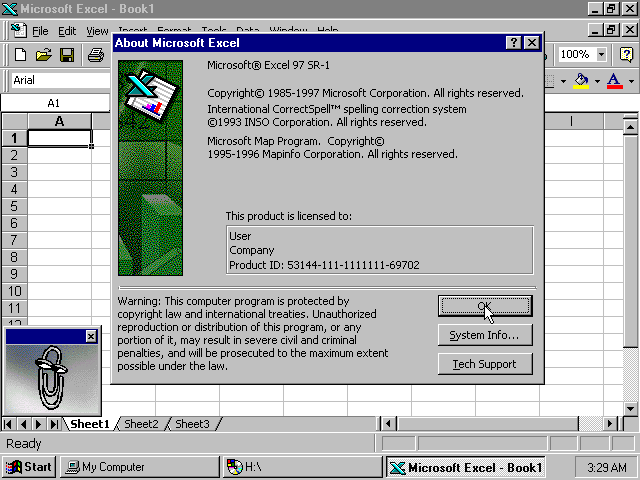 Microsoft Excel - Book1
File Edit View Insert Format Tools Data Window Help
About Microsoft Excel
100%
Arial
A1
Microsoft® Excel 97 SR-1
Copyright© 1985-1997 Microsoft Corporation. All rights reserved.
International CorrectSpell™ spelling correction system
©1993 INSO Corporation. All rights reserved.
Microsoft Map Program. Copyright©
1995-1996 Mapinfo Corporation. All rights reserved.
This product is licensed to:
User
Company
Product ID: 53144-111-1111111-69702
Warning: This computer program is protected by
copyright law and international treaties. Unauthorized
reproduction or distribution of this program, or any
portion of it, may result in severe civil and criminal
penalties, and will be prosecuted to the maximum extent
possible under the law.
OK
System Info...
Tech Support
A
I
1
2
3
4
5
6
7
8
9
10
11
Sheet1 Sheet2 Sheet3
Ready
Start
My Computer
H:\
Microsoft Excel - Book1
3:29 AM